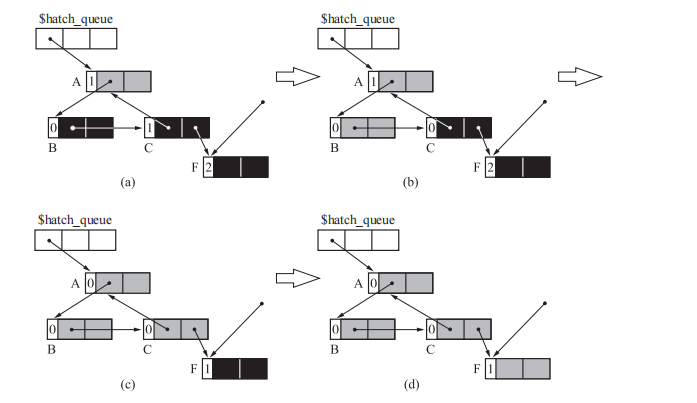 $hatch_queue
A 1
0 1
B C
F 2
(a)
$hatch_queue
A 1
0 0
B C
F 2
(b)
$hatch_queue
A 0
0 0
B C
F 1
(c)
$hatch_queue
A 0
0 0
B C
F 1
(d)